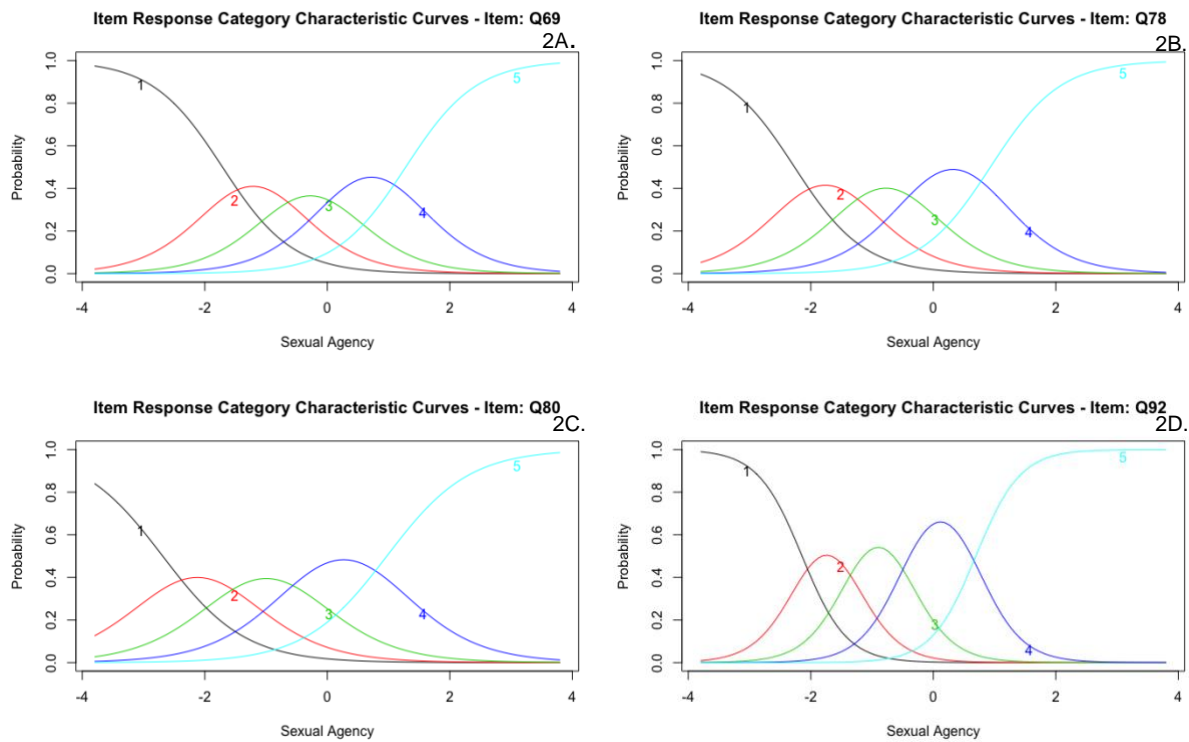 Item Response Category Characteristic Curves - Item: Q69
2A.
1.0
0.8
0.6
0.4
0.2
0.0
Probability
1
2
3
4
5
-4 -2 0 2 4
Sexual Agency
Item Response Category Characteristic Curves - Item: Q78
2B.
1.0
0.8
0.6
0.4
0.2
0.0
Probability
1
2
3
4
5
-4 -2 0 2 4
Sexual Agency
Item Response Category Characteristic Curves - Item: Q80
2C.
1.0
0.8
0.6
0.4
0.2
0.0
Probability
1
2
3
4
5
-4 -2 0 2 4
Sexual Agency
Item Response Category Characteristic Curves - Item: Q92
2D.
1.0
0.8
0.6
0.4
0.2
0.0
Probability
1
2
3
4
5
-4 -2 0 2 4
Sexual Agency